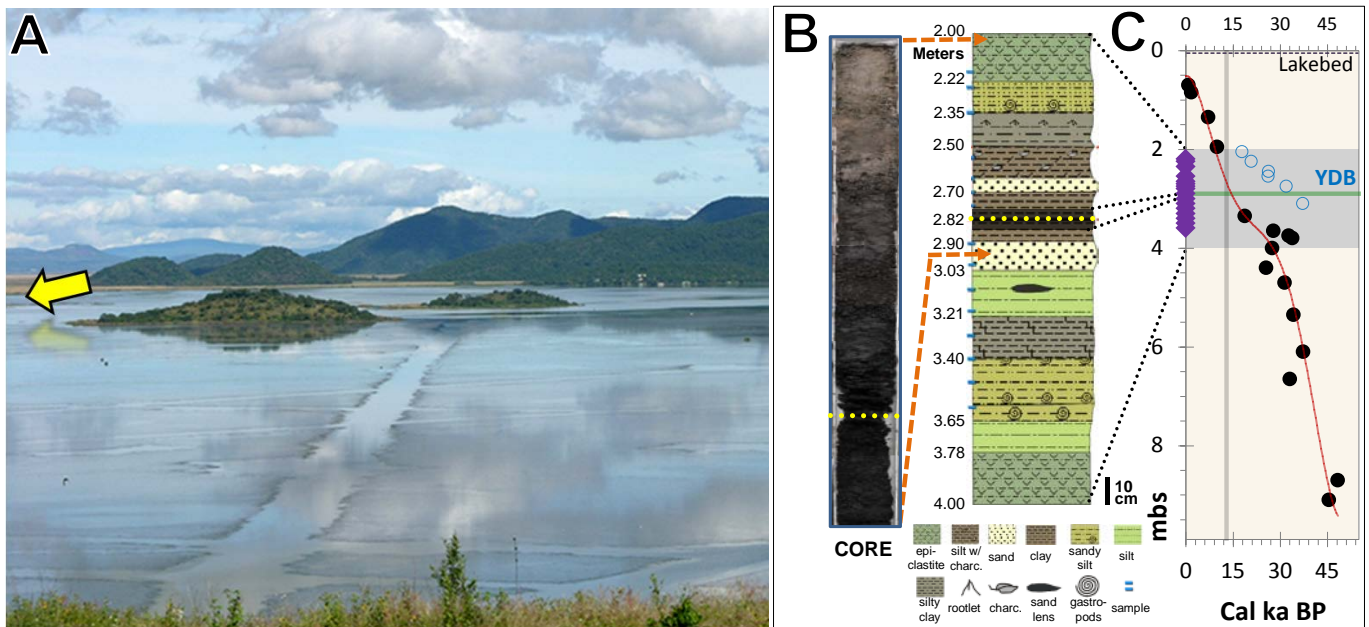 A
B
C
2.00
Meters
2.22
2.35
2.50
2.70
2.82
2.90
3.03
3.21
3.40
3.65
3.78
4.00
10
cm
CORE
epi-
clastite
silt w/
charc.
sand
clay
sandy
silt
silt
silty
clay
rootlet
charc.
sand
lens
gastro-
pods
sample
0 15 30 45
0
Lakebed
2
YDB
4
6
8
mbs
0 15 30 45
Cal ka BP